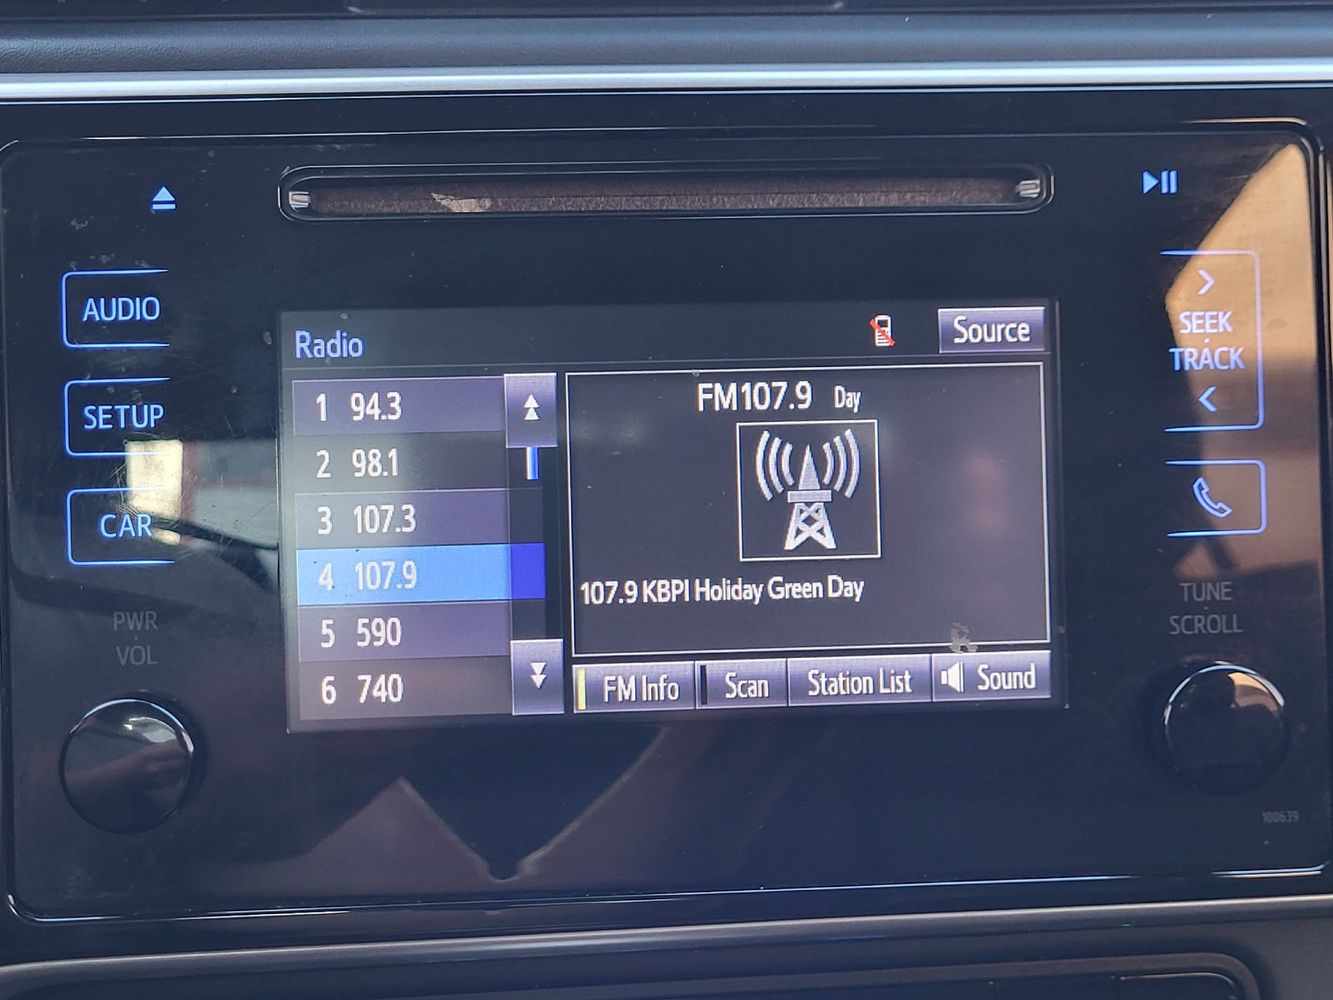 AUDIO
SETUP
CAR
PWR
VOL
Radio
Source
1 94.3
2 98.1
3 107.3
4 107.9
5 590
6 740
FM107.9 Day
107.9 KBPI Holiday Green Day
FM Info
Scan
Station List
Sound
SEEK
TRACK
TUNE
SCROLL
100639